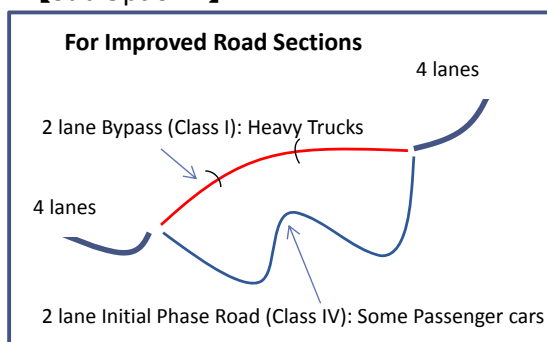 For Improved Road Sections
4 lanes
2 lane Bypass (Class I): Heavy Trucks
4 lanes
2 lane Initial Phase Road (Class IV): Some Passenger cars